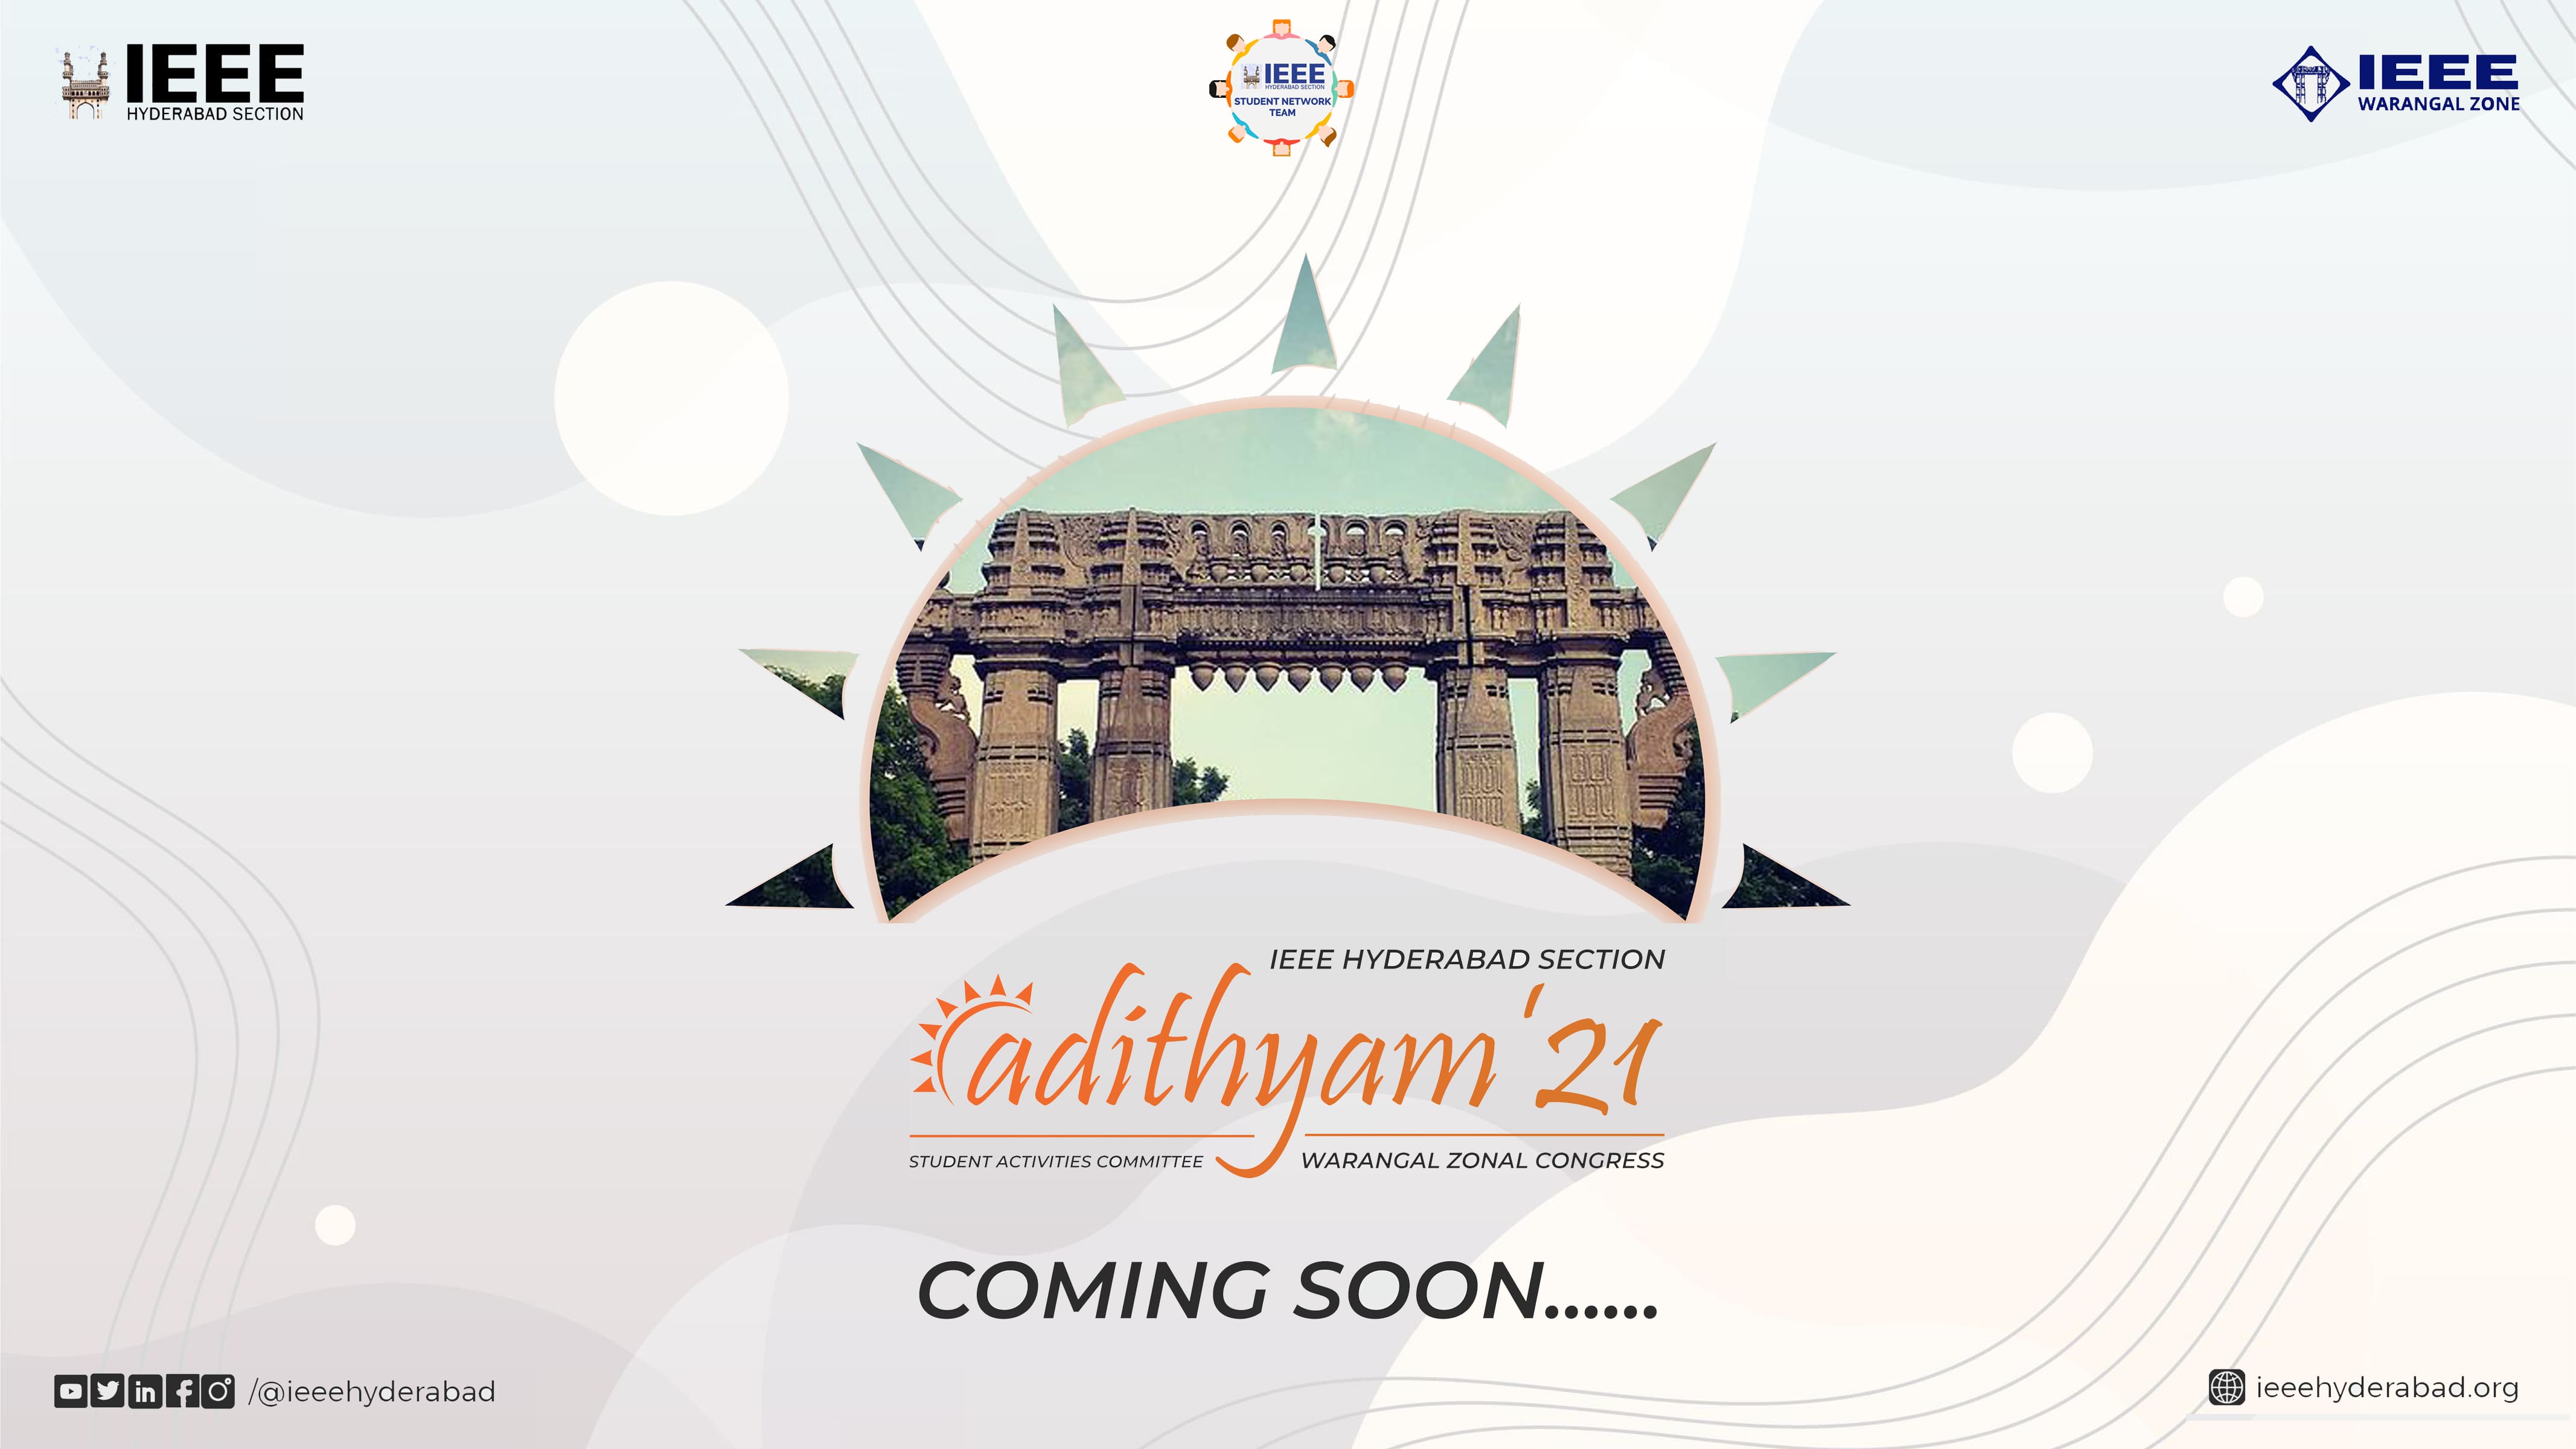 IEEE
HYDERABAD SECTION
IEEE
HYDERABAD SECTION
STUDENT NETWORK
TEAM
IEEE
WARANGAL ZONE
IEEE HYDERABAD SECTION
adithyam'21
STUDENT ACTIVITIES COMMITTEE
WARANGAL ZONAL CONGRESS
COMING SOON......
/@ieeehyderabad
ieeehyderabad.org